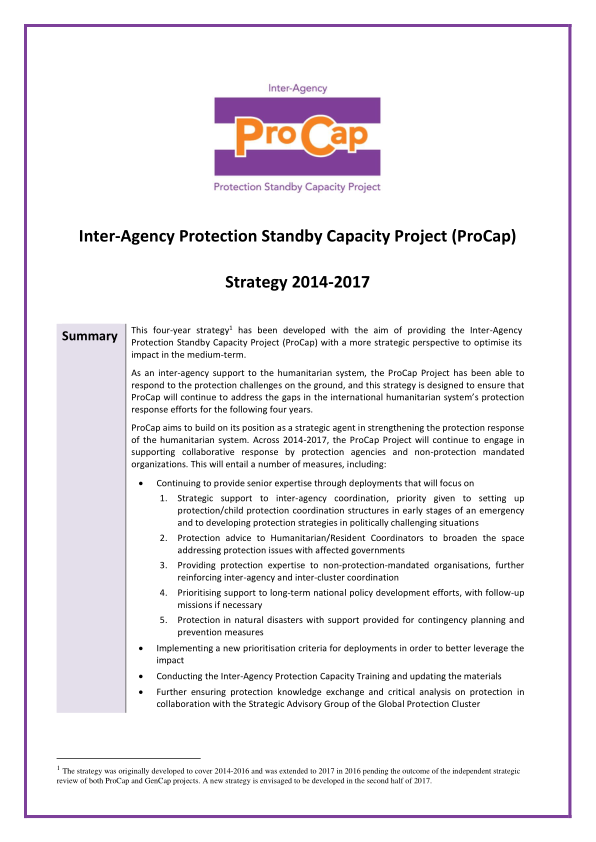 Inter-Agency
ProCap
Protection Standby Capacity Project
Inter-Agency Protection Standby Capacity Project (ProCap)
Strategy 2014-2017
Summary
This four-year strategy1 has been developed with the aim of providing the Inter-Agency
Protection Standby Capacity Project (ProCap) with a more strategic perspective to optimise its
impact in the medium-term.
As an inter-agency support to the humanitarian system, the ProCap Project has been able to
respond to the protection challenges on the ground, and this strategy is designed to ensure that
ProCap will continue to address the gaps in the international humanitarian system's protection
response efforts for the following four years.
ProCap aims to build on its position as a strategic agent in strengthening the protection response
of the humanitarian system. Across 2014-2017, the ProCap Project will continue to engage in
supporting collaborative response by protection agencies and non-protection mandated
organizations. This will entail a number of measures, including:
• Continuing to provide senior expertise through deployments that will focus on
1. Strategic support to inter-agency coordination, priority given to setting up
protection/child protection coordination structures in early stages of an emergency
and to developing protection strategies in politically challenging situations
2. Protection advice to Humanitarian/Resident Coordinators to broaden the space
addressing protection issues with affected governments
3. Providing protection expertise to non-protection-mandated organisations, further
reinforcing inter-agency and inter-cluster coordination
4. Prioritising support to long-term national policy development efforts, with follow-up
missions if necessary
5. Protection in natural disasters with support provided for contingency planning and
prevention measures
• Implementing a new prioritisation criteria for deployments in order to better leverage the
impact
• Conducting the Inter-Agency Protection Capacity Training and updating the materials
• Further ensuring protection knowledge exchange and critical analysis on protection in
collaboration with the Strategic Advisory Group of the Global Protection Cluster
1 The strategy was originally developed to cover 2014-2016 and was extended to 2017 in 2016 pending the outcome of the independent strategic
review of both ProCap and GenCap projects. A new strategy is envisaged to be developed in the second half of 2017.